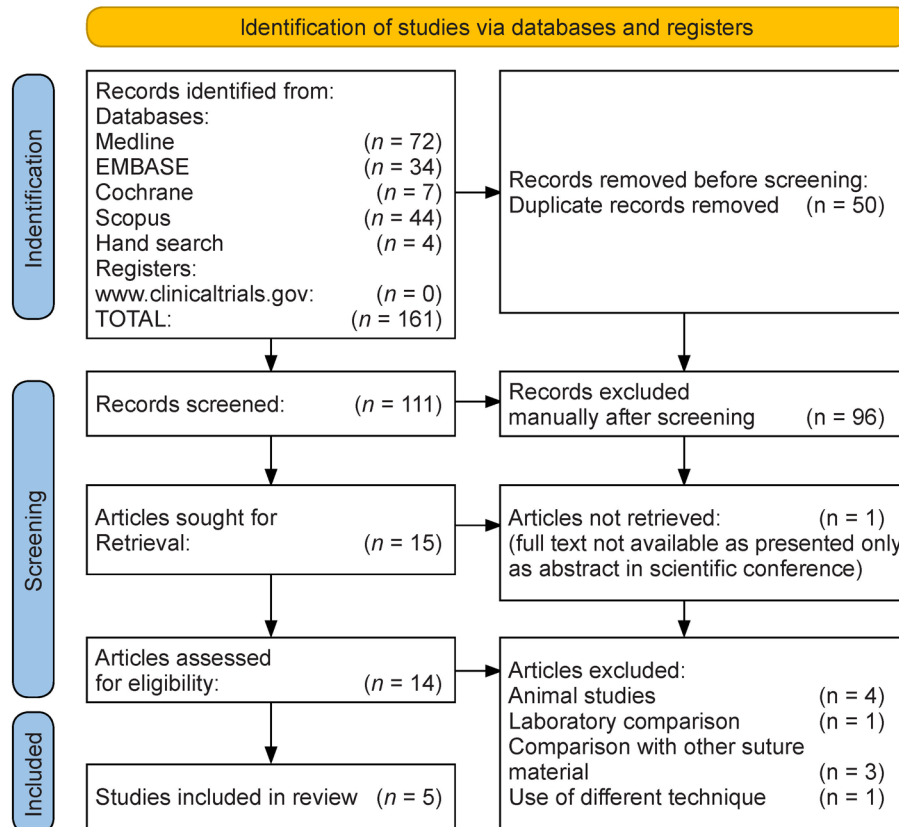 Identification of studies via databases and registers
Indentification
Records identified from:
Databases:
Medline (n = 72)
EMBASE (n = 34)
Cochrane (n = 7)
Scopus (n = 44)
Hand search (n = 4)
Registers:
www.clinicaltrials.gov: (n = 0)
TOTAL: (n = 161)
Records removed before screening:
Duplicate records removed (n = 50)
Screening
Records screened: (n = 111)
Records excluded
manually after screening (n = 96)
Articles sought for
Retrieval: (n = 15)
Articles not retrieved: (n = 1)
(full text not available as presented only
as abstract in scientific conference)
Articles assessed
for eligibility: (n = 14)
Articles excluded:
Animal studies (n = 4)
Laboratory comparison (n = 1)
Comparison with other suture
material (n = 3)
Use of different technique (n = 1)
Included
Studies included in review (n = 5)